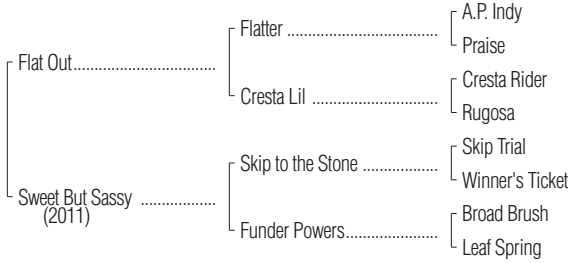 A.P. Indy
Flatter ..........................................
Praise
Flat Out......................................
Cresta Rider
Cresta Lil ...................................
Rugosa
Skip Trial
Skip to the Stone .....................
Winner's Ticket
Sweet But Sassy ....................
(2011)
Broad Brush
Funder Powers.........................
Leaf Spring